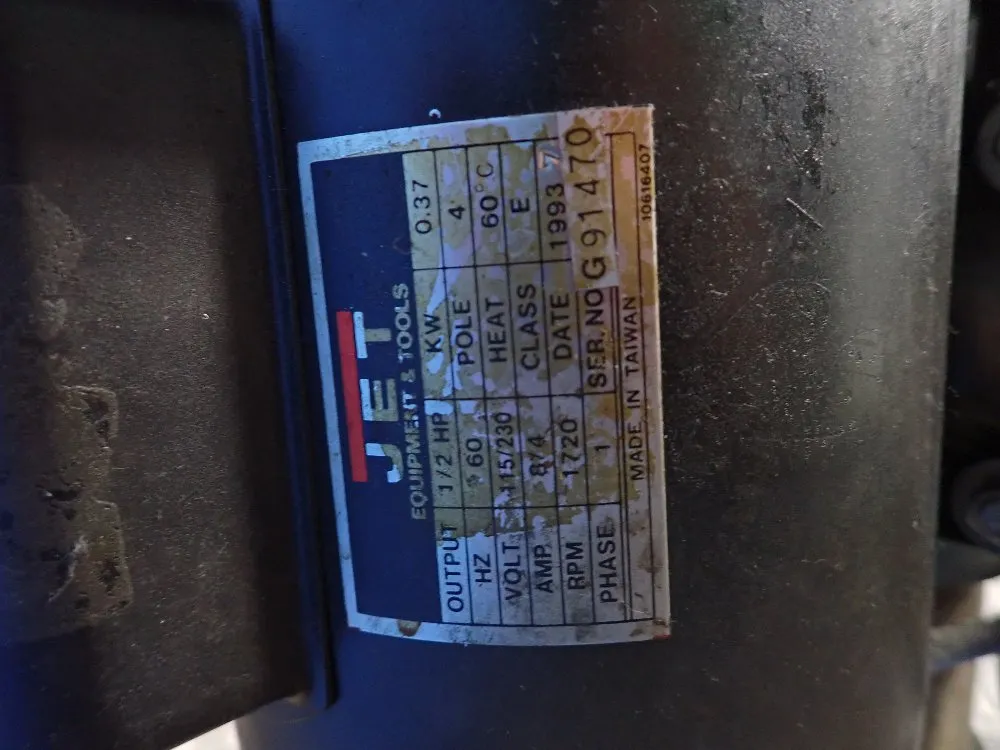 JET
EQUIPMENT & TOOLS
OUTPUT 1/2 HP KW 0.37
HZ 60 POLE 4
VOLT 115/230 HEAT 60°C
AMP 8/4 CLASS E
RPM 1720 DATE 1993 7
PHASE 1 SER.NO G91470
MADE IN TAIWAN 10616407